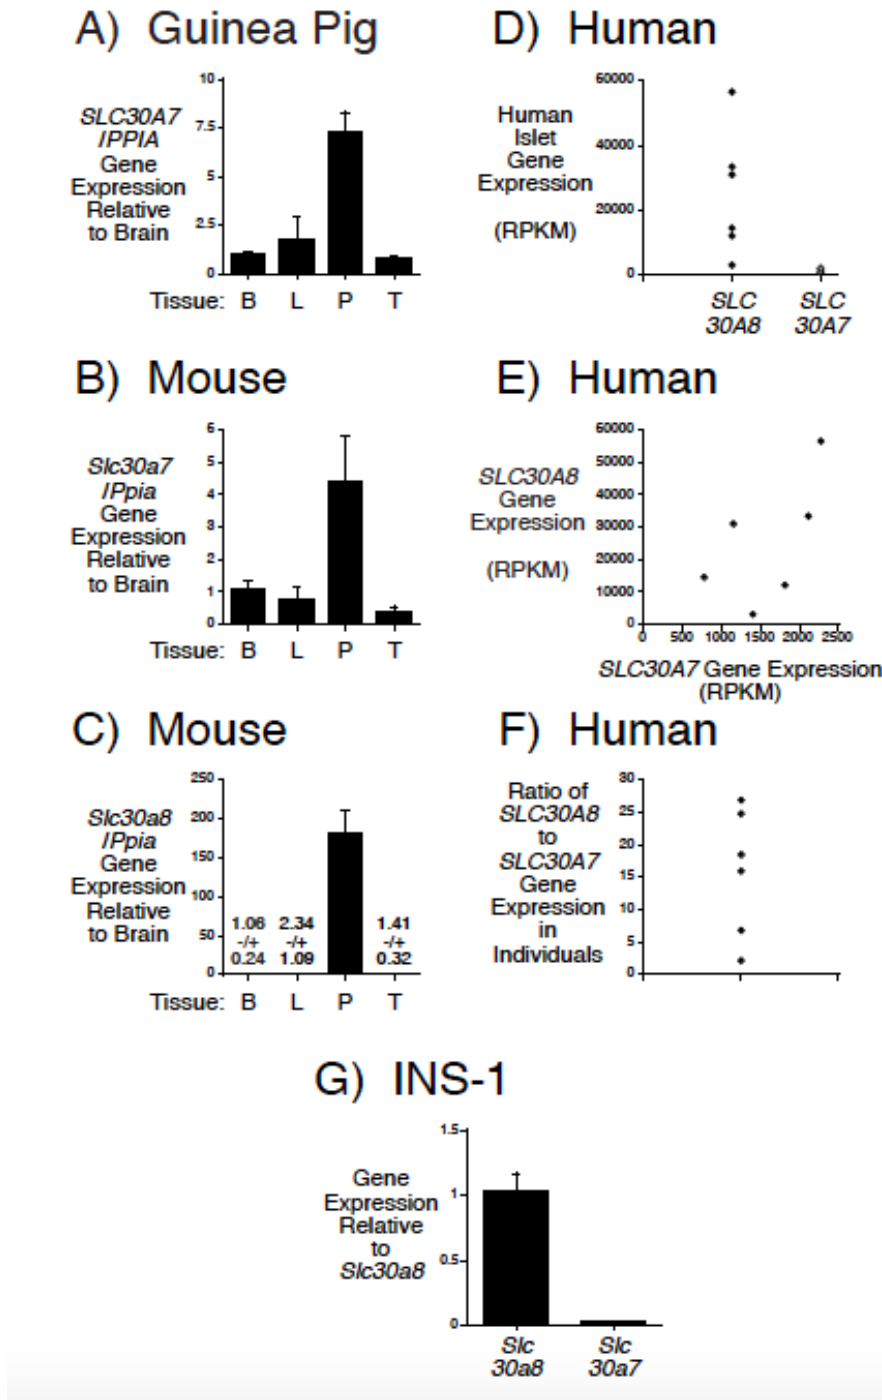 A) Guinea Pig
SLC30A7
/PPIA
Gene
Expression
Relative
to Brain
10
7.5
5
2.5
0
Tissue: B L P T
D) Human
Human
Islet
Gene
Expression
(RPKM)
60000
40000
20000
0
SLC SLC
30A8 30A7
B) Mouse
Slc30a7
/Ppia
Gene
Expression
Relative
to Brain
6
5
4
3
2
1
0
Tissue: B L P T
E) Human
SLC30A8
Gene
Expression
(RPKM)
60000
50000
40000
30000
20000
10000
0
0 500 1000 1500 2000 2500
SLC30A7 Gene Expression
(RPKM)
C) Mouse
Slc30a8
/Ppia
Gene
Expression
Relative
to Brain
250
200
150
100
50
0
1.06 2.34 1.41
-/+ -/+ -/+
0.24 1.09 0.32
Tissue: B L P T
F) Human
Ratio of
SLC30A8
to
SLC30A7
Gene
Expression
in
Individuals
30
25
20
15
10
5
0
G) INS-1
Gene
Expression
Relative
to
Slc30a8
1.5
1
0.5
0
Slc Slc
30a8 30a7